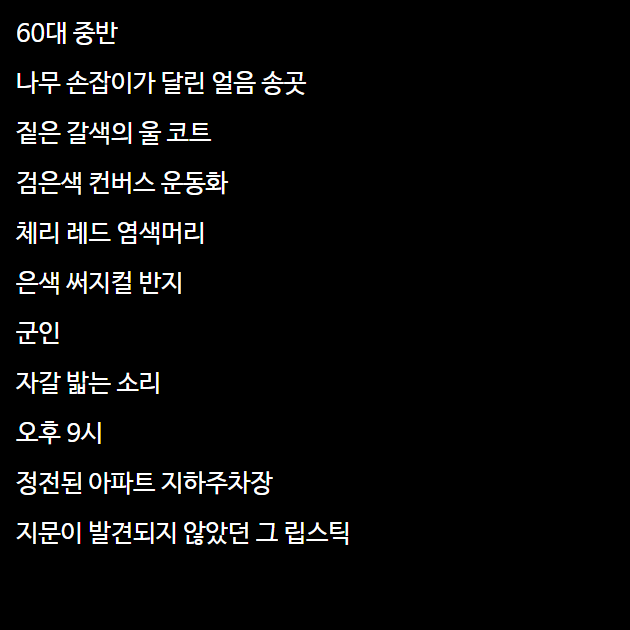 60대 중반
나무 손잡이가 달린 얼음 송곳
짙은 갈색의 울 코트
검은색 컨버스 운동화
체리 레드 염색머리
은색 써지컬 반지
군인
자갈 밟는 소리
오후 9시
정전된 아파트 지하주차장
지문이 발견되지 않았던 그 립스틱